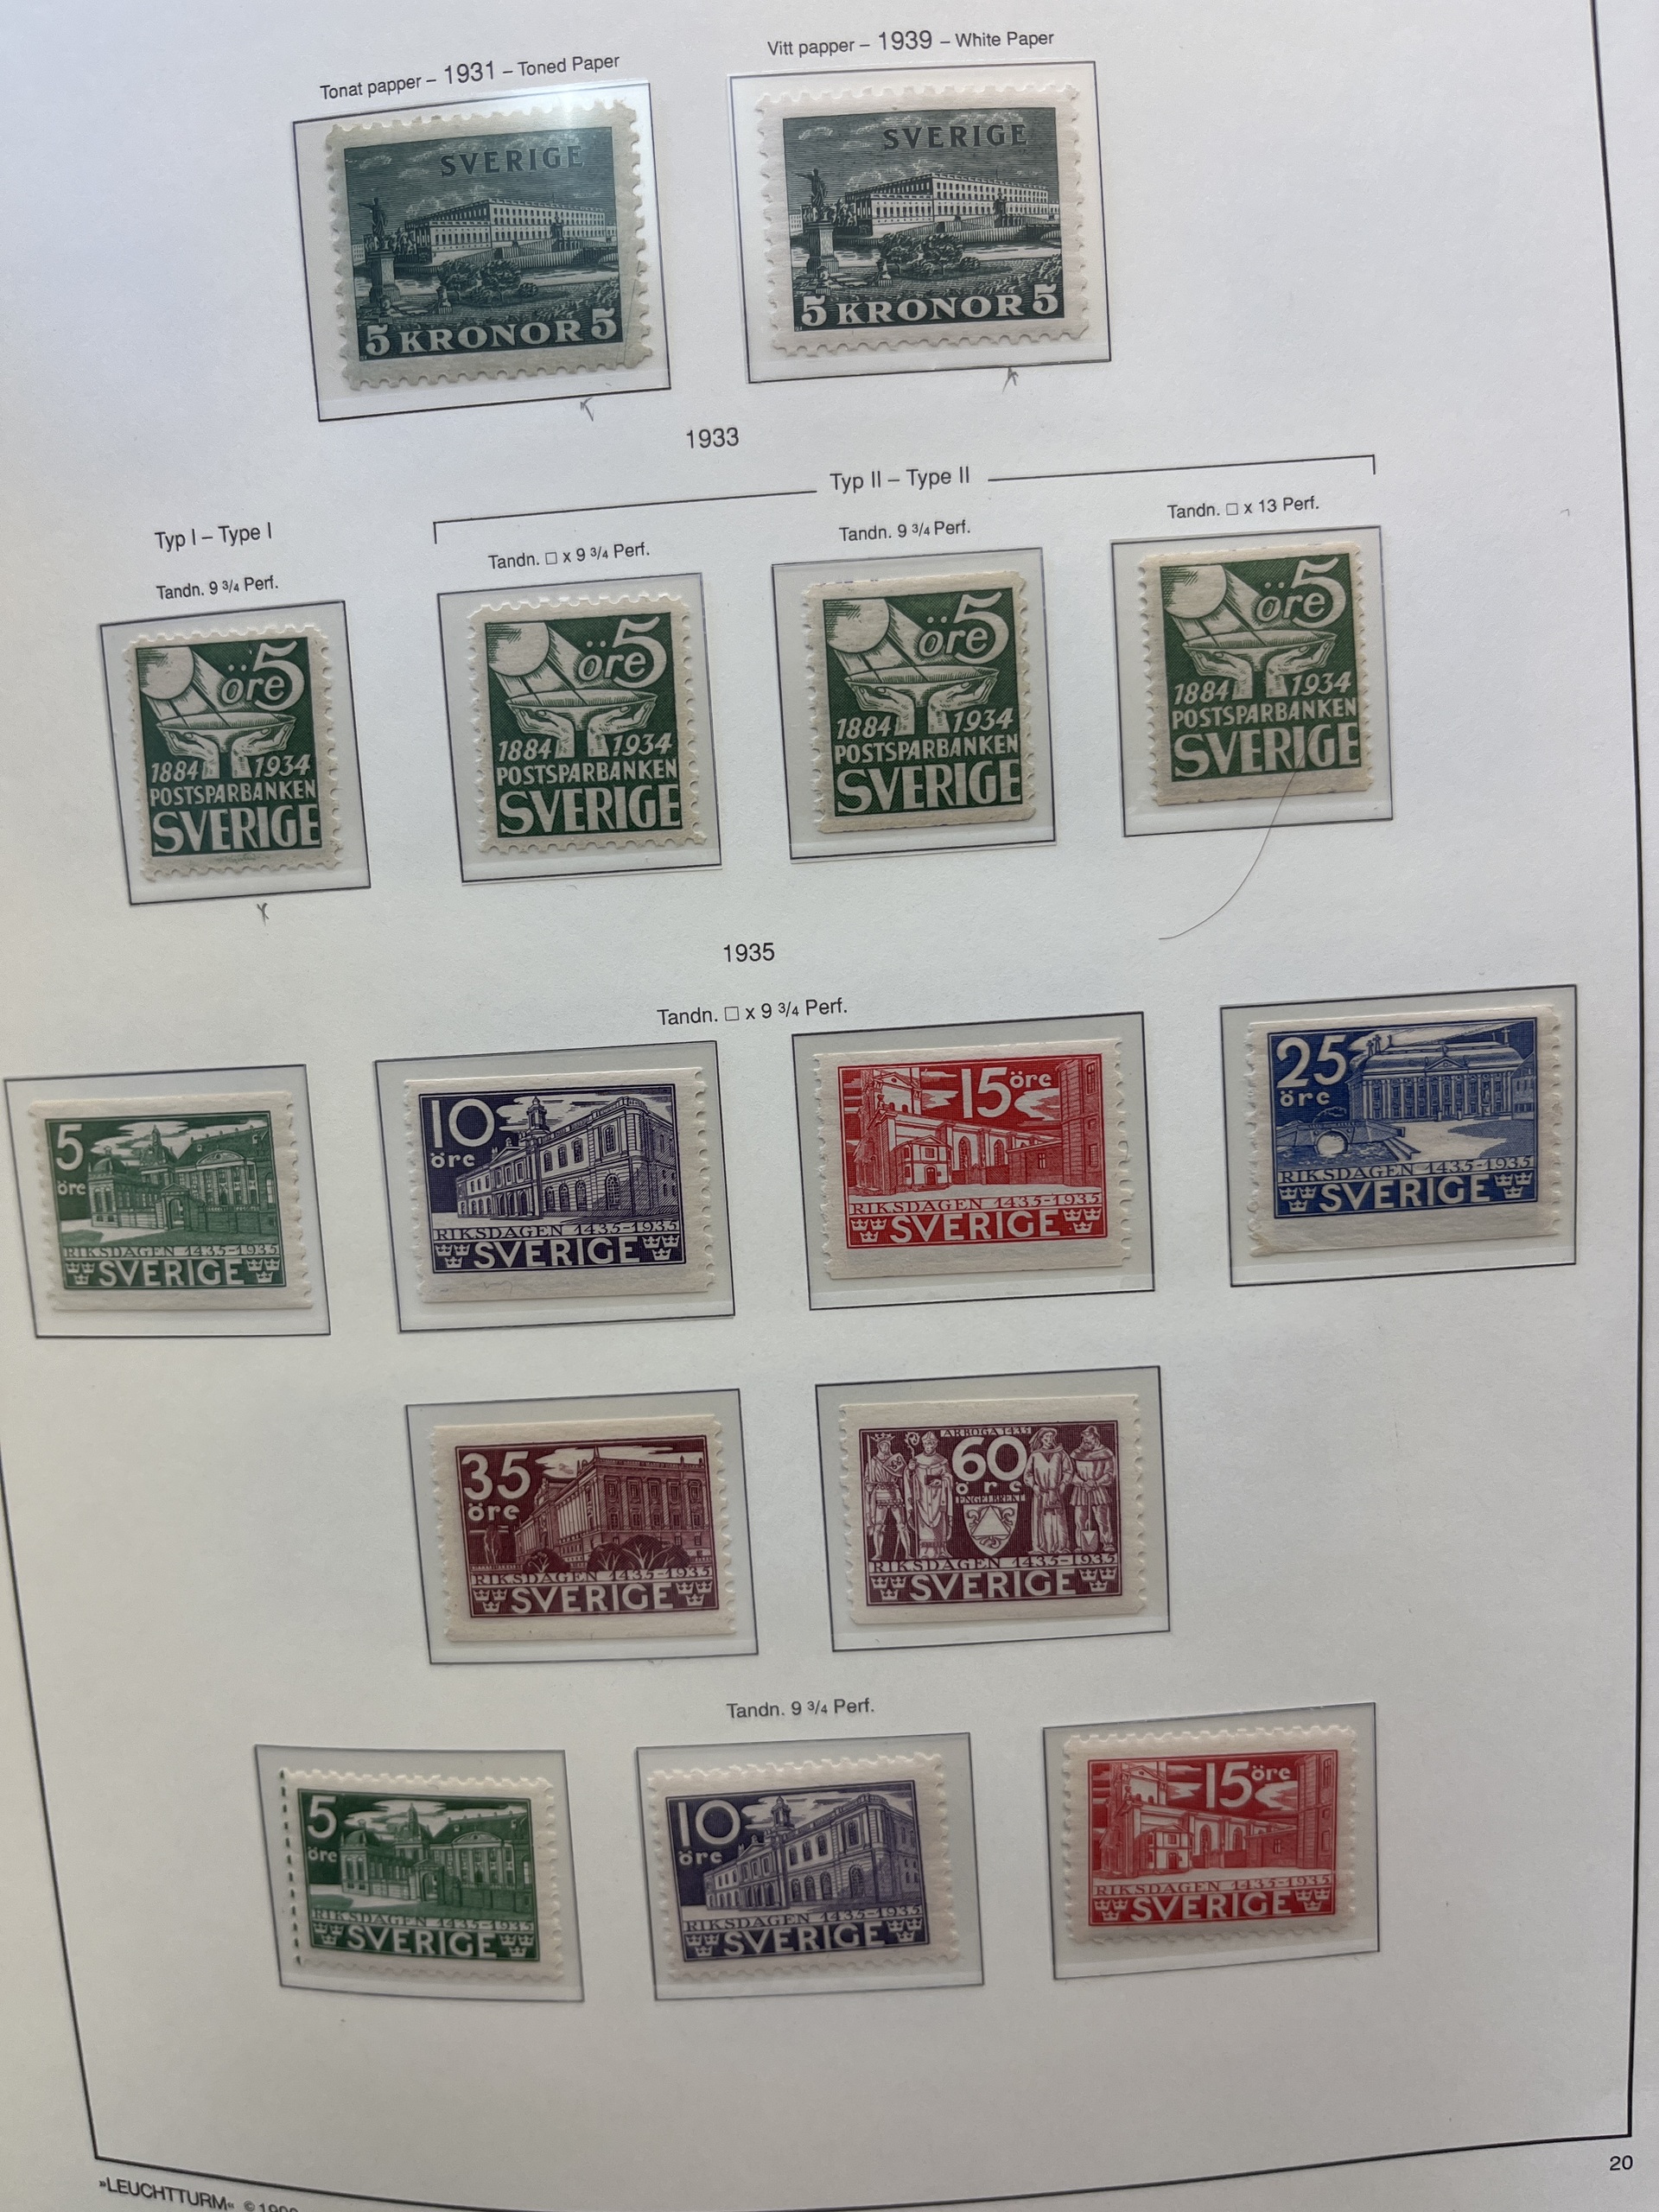 Tonat papper – 1931 – Toned Paper
Vitt papper – 1939 – White Paper
SVERIGE
5 KRONOR 5
SVERIGE
5 KRONOR 5
1933
Typ I – Type I
Typ II – Type II
Tandn. 9 3/4 Perf.
Tandn. □ x 9 3/4 Perf.
Tandn. 9 3/4 Perf.
Tandn. □ x 13 Perf.
öre 5
1884 1934
POSTSPARBANKEN
SVERIGE
öre 5
1884 1934
POSTSPARBANKEN
SVERIGE
öre 5
1884 1934
POSTSPARBANKEN
SVERIGE
öre 5
1884 1934
POSTSPARBANKEN
SVERIGE
1935
Tandn. □ x 9 3/4 Perf.
5
öre
RIKSDAGEN 1435-1935
SVERIGE
10
öre
RIKSDAGEN 1435-1935
SVERIGE
15 öre
RIKSDAGEN 1435-1935
SVERIGE
25
öre
RIKSDAGEN 1435-1935
SVERIGE
35
öre
RIKSDAGEN 1435-1935
SVERIGE
ARBOGA 1435
60
öre
ENGELBREKT
RIKSDAGEN 1435-1935
SVERIGE
Tandn. 9 3/4 Perf.
5
öre
RIKSDAGEN 1435-1935
SVERIGE
10
öre
RIKSDAGEN 1435-1935
SVERIGE
15 öre
RIKSDAGEN 1435-1935
SVERIGE
20
»LEUCHTTURM« ©